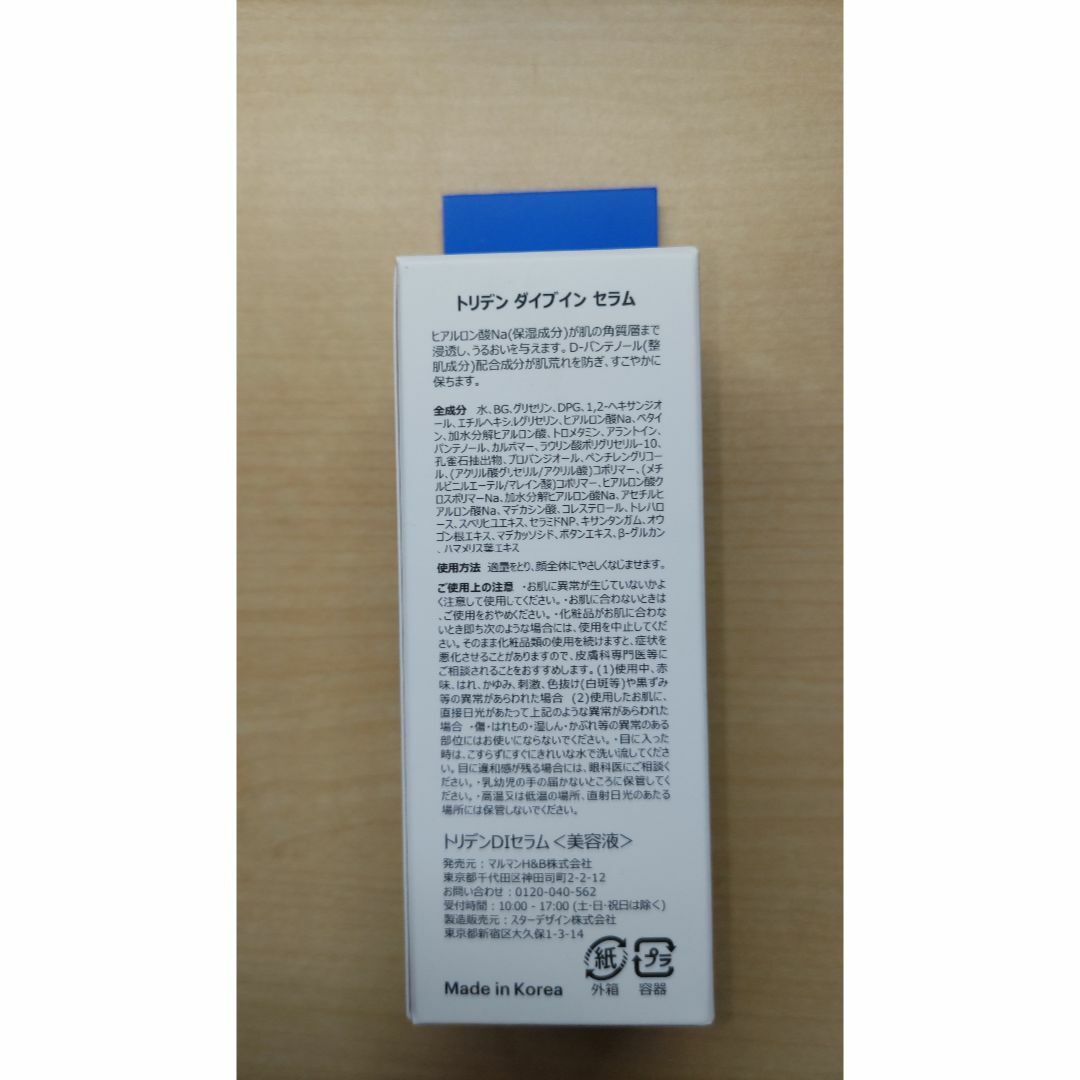 トリデン ダイブイン セラム
ヒアルロン酸Na(保湿成分)が肌の角質層まで
浸透し、うるおいを与えます。D-パンテノール(整
肌成分)配合成分が肌荒れを防ぎ、すこやかに
保ちます。
全成分 水、BG、グリセリン、DPG、1,2-ヘキサンジオ
ール、エチルヘキシルグリセリン、ヒアルロン酸Na、ベタイ
ン、加水分解ヒアルロン酸、トロメタミン、アラントイン、
パンテノール、カルボマー、ラウリン酸ポリグリセリル-10、
孔雀石抽出物、プロパンジオール、ペンチレングリコー
ル、(アクリル酸グリセリル/アクリル酸)コポリマー、(メチ
ルビニルエーテル/マレイン酸)コポリマー、ヒアルロン酸ク
ロスポリマーNa、加水分解ヒアルロン酸Na、アセチルヒ
アルロン酸Na、マデカシン酸、コレステロール、トレハロ
ース、スベリヒユエキス、セラミドNP、キサンタンガム、オウ
ゴン根エキス、マデカッソシド、ボタンエキス、β-グルカン
、ハマメリス葉エキス
使用方法 適量をとり、顔全体にやさしくなじませます。
ご使用上の注意 ・お肌に異常が生じていないかよ
く注意して使用してください。・お肌に合わないときは
、ご使用をおやめください。・化粧品がお肌に合わな
いとき即ち次のような場合には、使用を中止してくだ
さい。そのまま化粧品類の使用を続けますと、症状を
悪化させることがありますので、皮膚科専門医等に
ご相談されることをおすすめします。(1)使用中、赤
味、はれ、かゆみ、刺激、色抜け(白斑等)や黒ずみ
等の異常があらわれた場合 (2)使用したお肌に、
直接日光があたって上記のような異常があらわれた
場合 ・傷・はれもの・湿しん・かぶれ等の異常のある
部位にはお使いにならないでください。・目に入った
時は、こすらずにすぐにきれいな水で洗い流してくださ
い。目に違和感が残る場合には、眼科医にご相談く
ださい。・乳幼児の手の届かないところに保管してく
ださい。・高温又は低温の場所、直射日光のあたる
場所には保管しないでください。
トリデンDIセラム＜美容液＞
発売元：マルマンH&B株式会社
東京都千代田区神田司町2-2-12
お問い合わせ：0120-040-562
受付時間：10:00 - 17:00 (土・日・祝日は除く)
製造販売元：スターデザイン株式会社
東京都新宿区大久保1-3-14
紙 プラ
Made in Korea 外箱 容器